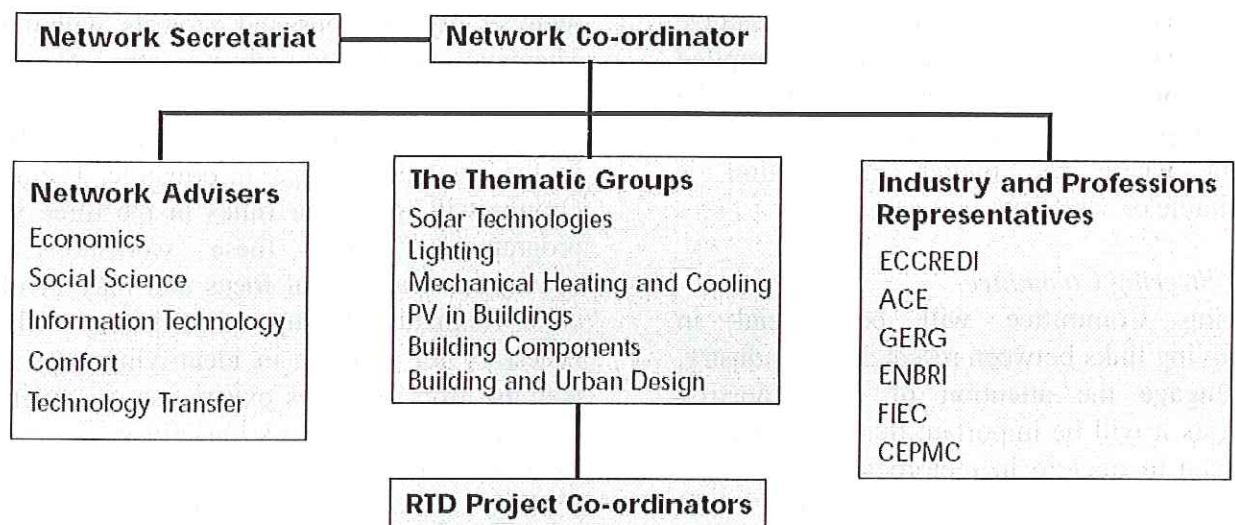 Network Secretariat
Network Co-ordinator
Network Advisers
Economics
Social Science
Information Technology
Comfort
Technology Transfer
The Thematic Groups
Solar Technologies
Lighting
Mechanical Heating and Cooling
PV in Buildings
Building Components
Building and Urban Design
Industry and Professions
Representatives
ECCREDI
ACE
GERG
ENBRI
FIEC
CEPMC
RTD Project Co-ordinators